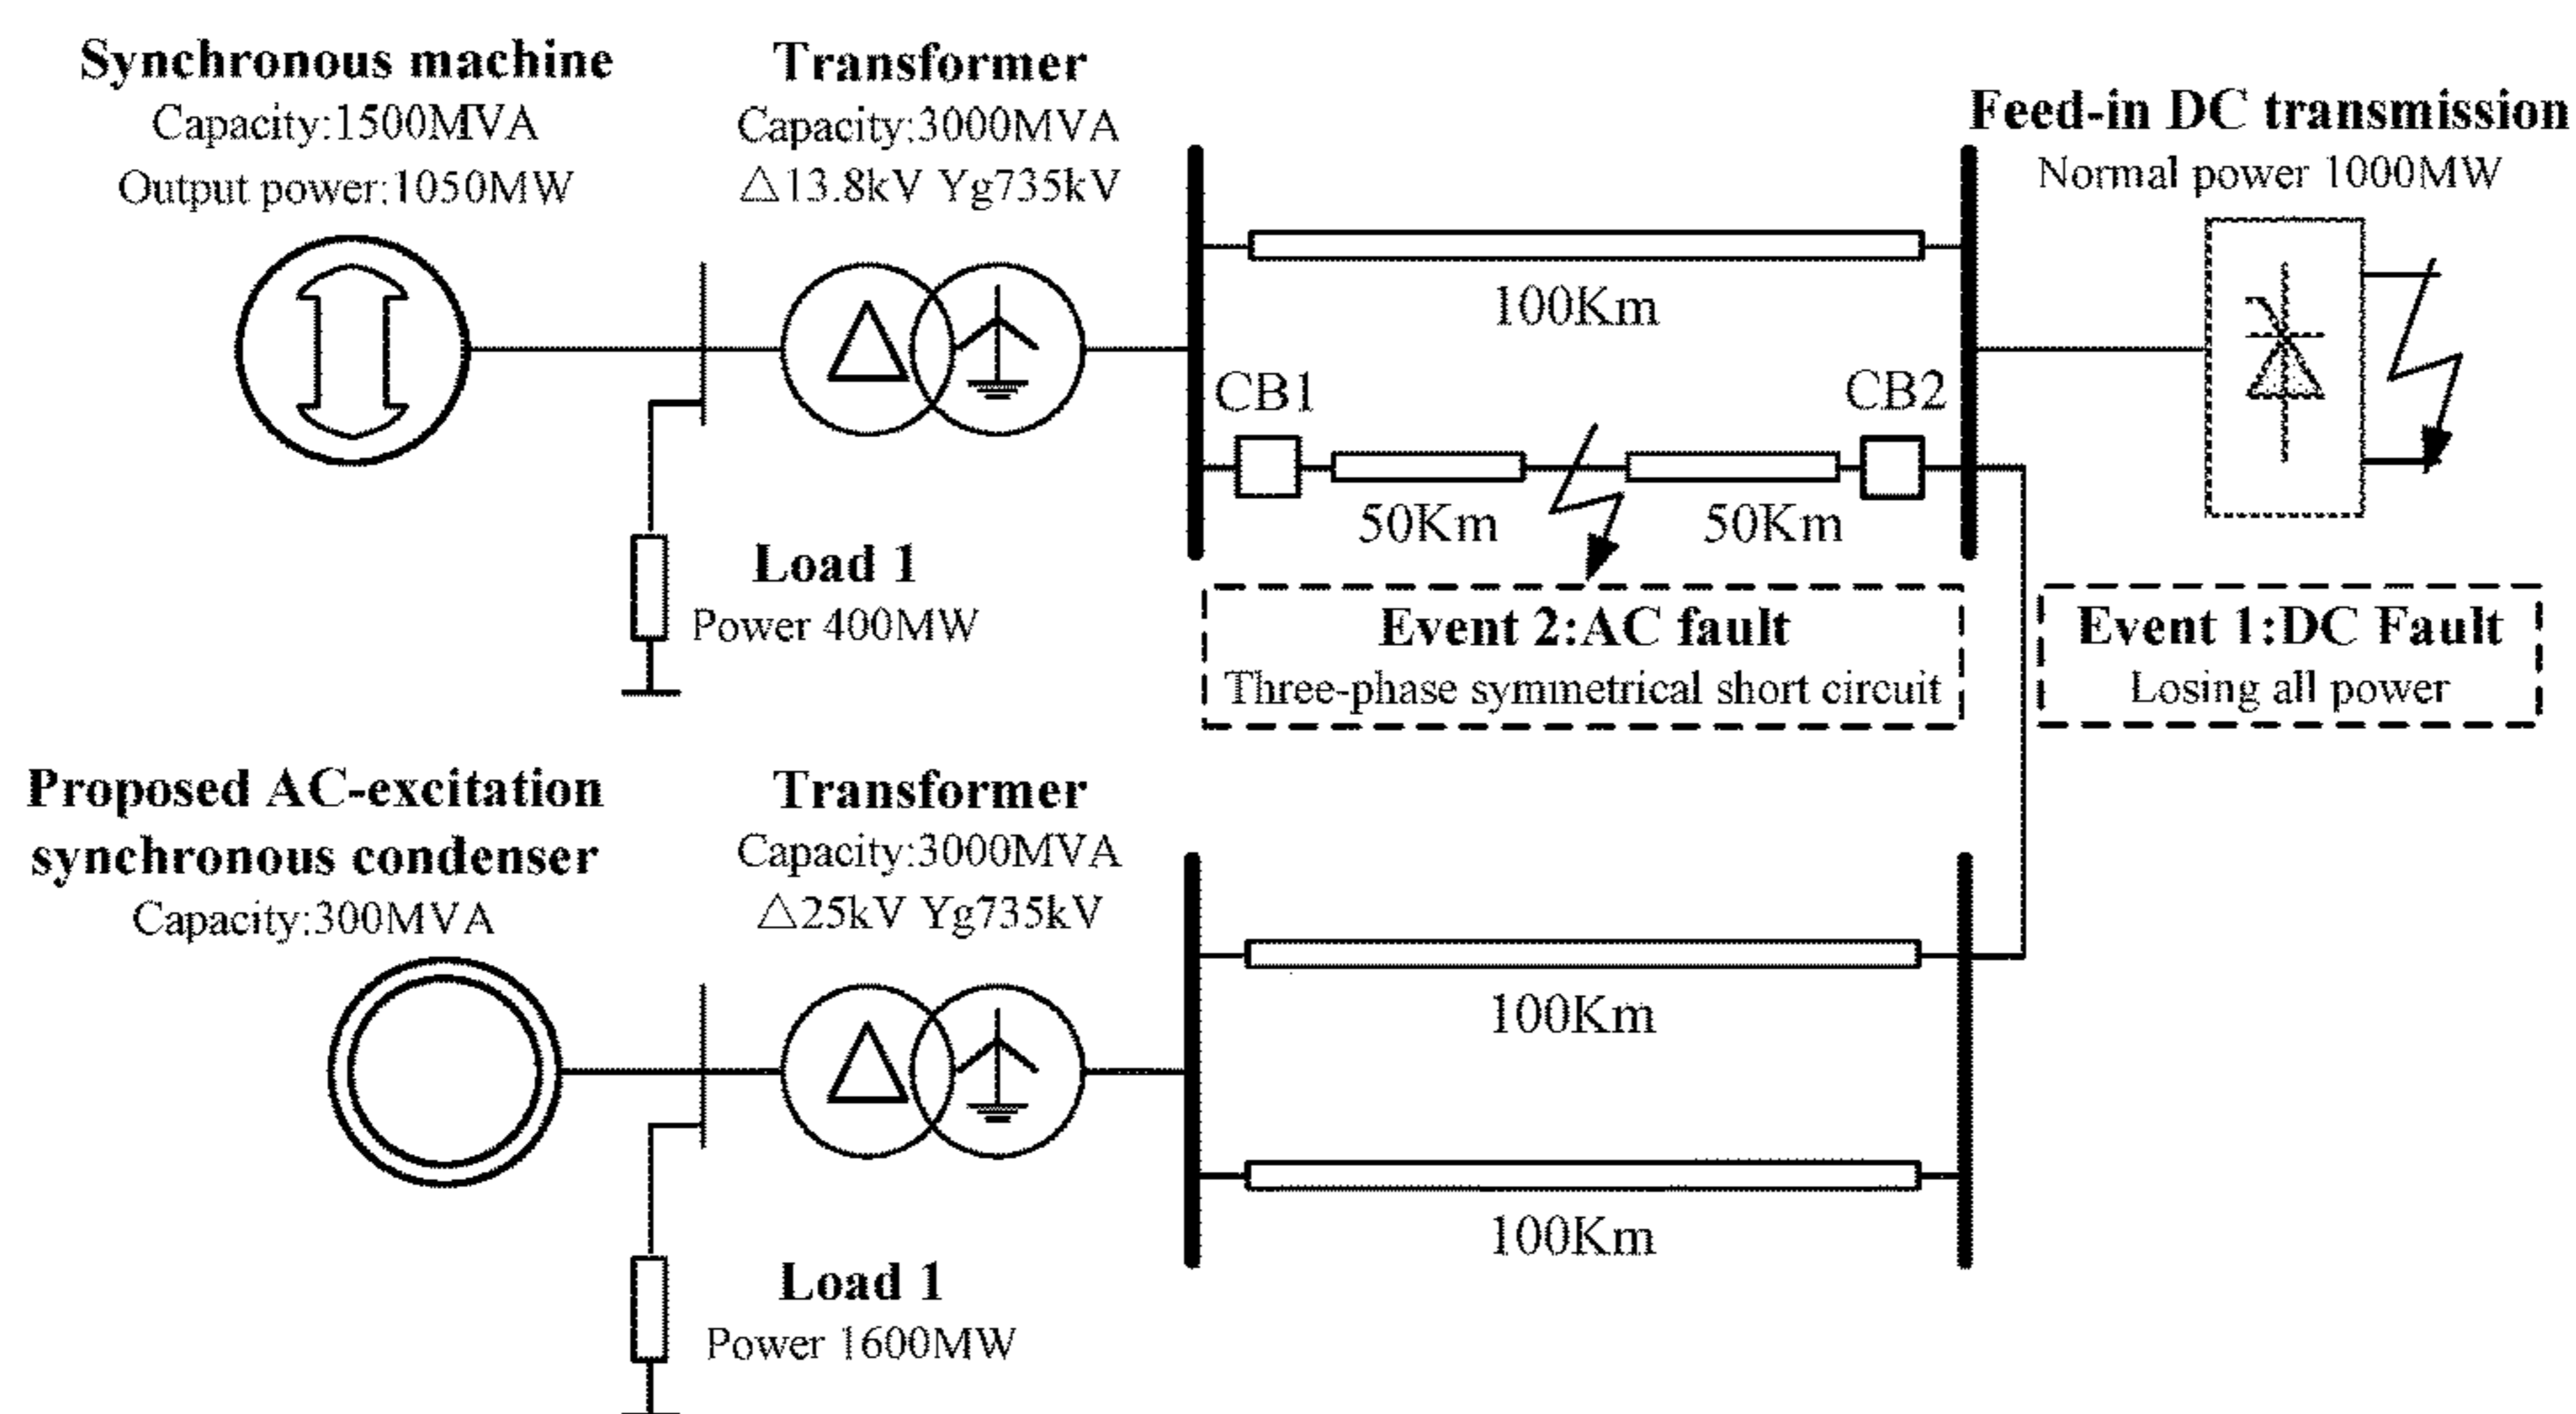 Synchronous machine
Capacity:1500MVA
Output power:1050MW
Transformer
Capacity:3000MVA
△13.8kV Yg735kV
Feed-in DC transmission
Normal power 1000MW
100Km
CB1
CB2
50Km
50Km
Load 1
Power 400MW
Event 2:AC fault
Three-phase symmetrical short circuit
Event 1:DC Fault
Losing all power
Proposed AC-excitation
synchronous condenser
Capacity:300MVA
Transformer
Capacity:3000MVA
△25kV Yg735kV
100Km
100Km
Load 1
Power 1600MW